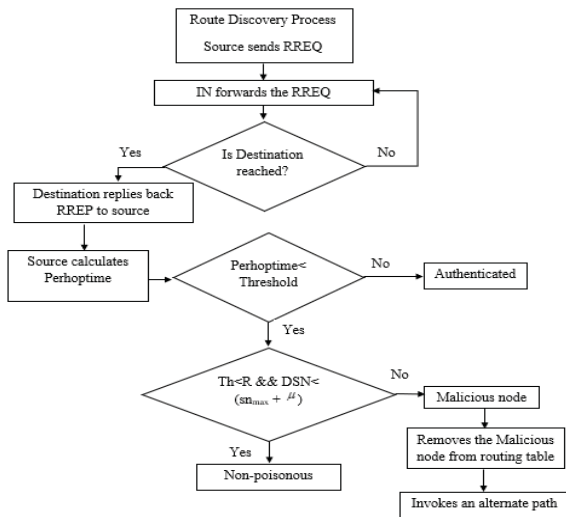 Route Discovery Process
Source sends RREQ
IN forwards the RREQ
Is Destination
reached?
Yes
No
Destination replies back
RREP to source
Source calculates
Perhoptime
Perhoptime<
Threshold
No
Authenticated
Yes
Th<R && DSN<
(snmax + μ)
No
Malicious node
Yes
Non-poisonous
Removes the Malicious
node from routing table
Invokes an alternate path